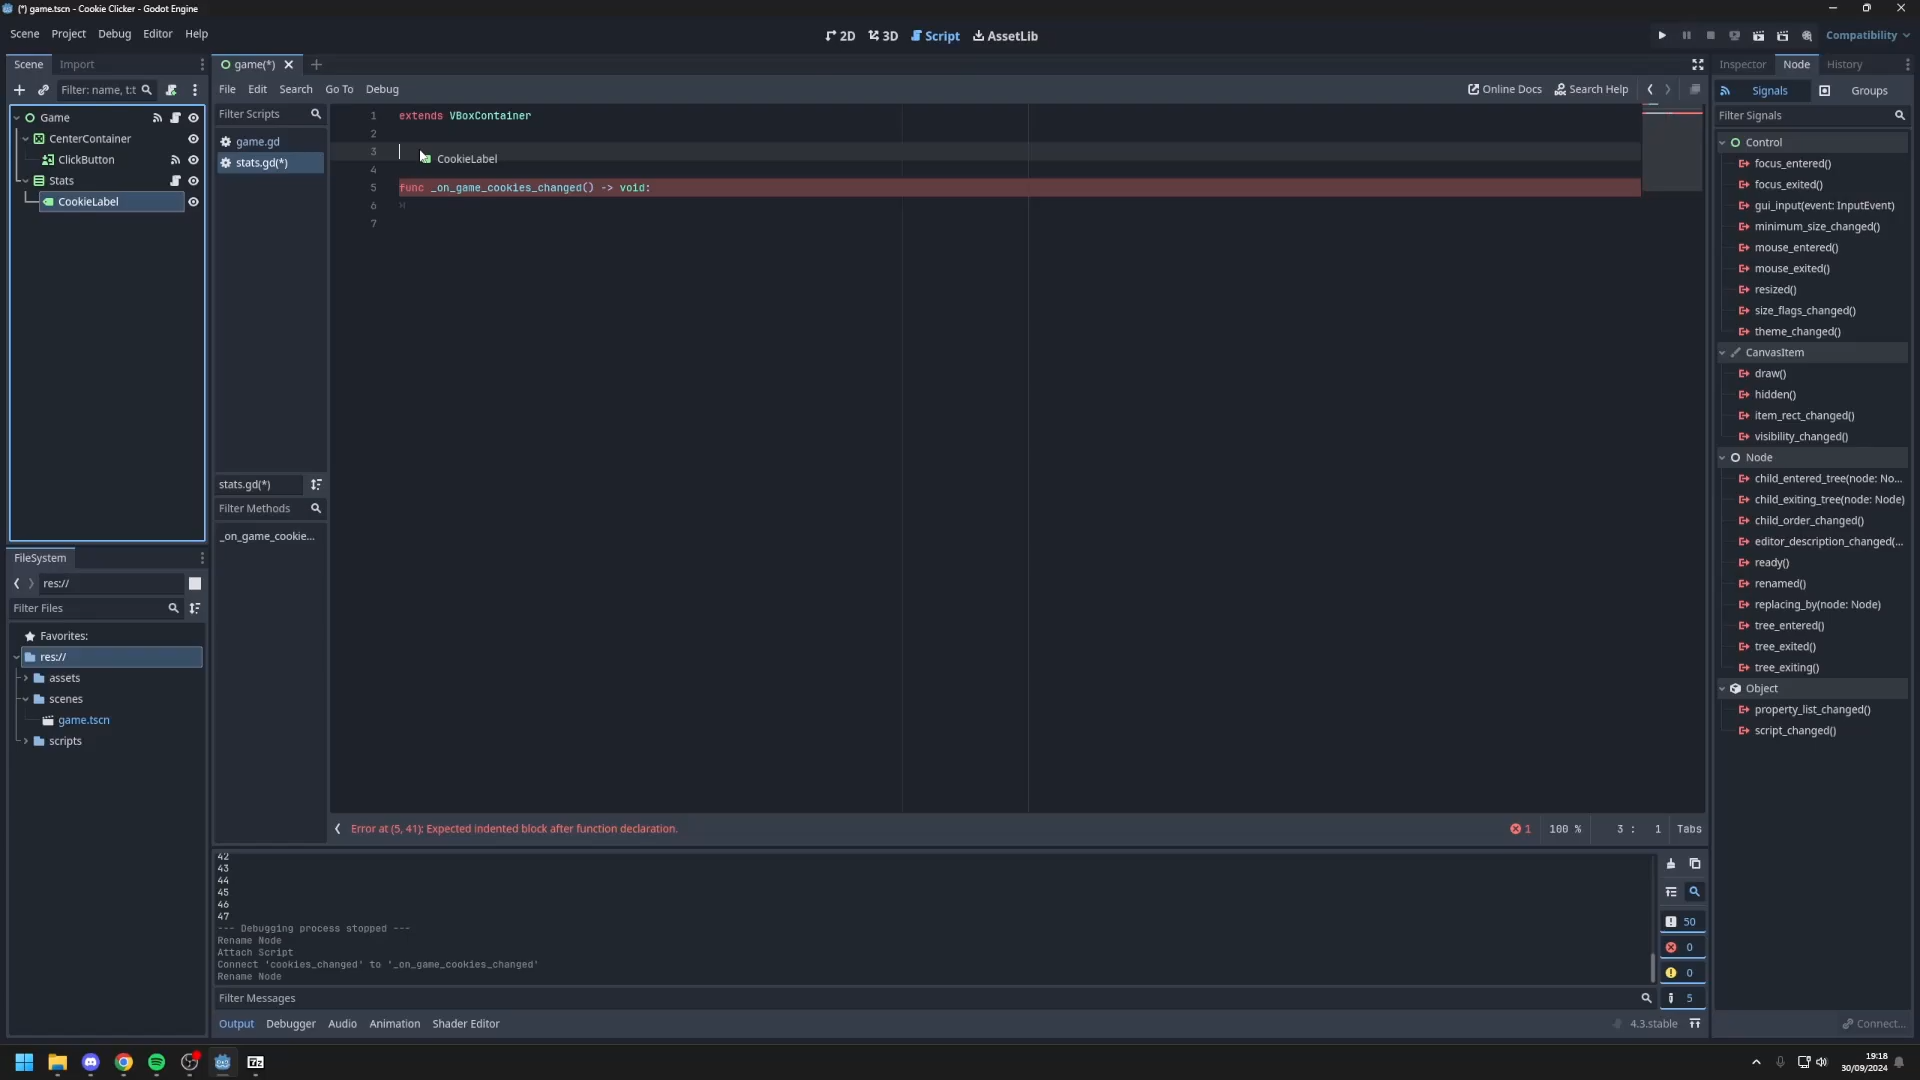 (*) game.tscn - Cookie Clicker - Godot Engine
Scene Project Debug Editor Help
2D 3D Script AssetLib
Compatibility
Scene Import
game(*)
Inspector Node History
Filter: name, t:t
File Edit Search Go To Debug
Online Docs Search Help
Signals Groups
Filter Scripts
Filter Signals
Game
CenterContainer
ClickButton
Stats
CookieLabel
game.gd
stats.gd(*)
1 extends VBoxContainer
2
3
CookieLabel
4
5 func _on_game_cookies_changed() -> void:
6
7
Control
focus_entered()
focus_exited()
gui_input(event: InputEvent)
minimum_size_changed()
mouse_entered()
mouse_exited()
resized()
size_flags_changed()
theme_changed()
CanvasItem
draw()
hidden()
item_rect_changed()
visibility_changed()
Node
child_entered_tree(node: No...
child_exiting_tree(node: Node)
child_order_changed()
editor_description_changed(...
ready()
renamed()
replacing_by(node: Node)
tree_entered()
tree_exited()
tree_exiting()
Object
property_list_changed()
script_changed()
stats.gd(*)
Filter Methods
_on_game_cookie...
FileSystem
res://
Filter Files
Favorites:
res://
assets
scenes
game.tscn
scripts
Error at (5, 41): Expected indented block after function declaration.
1 100 % 3 : 1 Tabs
42
43
44
45
46
47
--- Debugging process stopped ---
Rename Node
Attach Script
Connect 'cookies_changed' to '_on_game_cookies_changed'
Rename Node
50
0
0
5
Filter Messages
Output Debugger Audio Animation Shader Editor
4.3.stable
Connect...
19:18
30/09/2024